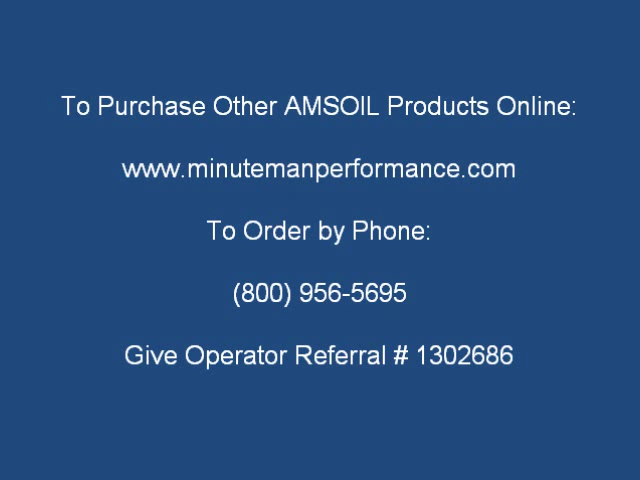 To Purchase Other AMSOIL Products Online:
www.minutemanperformance.com
To Order by Phone:
(800) 956-5695
Give Operator Referral # 1302686